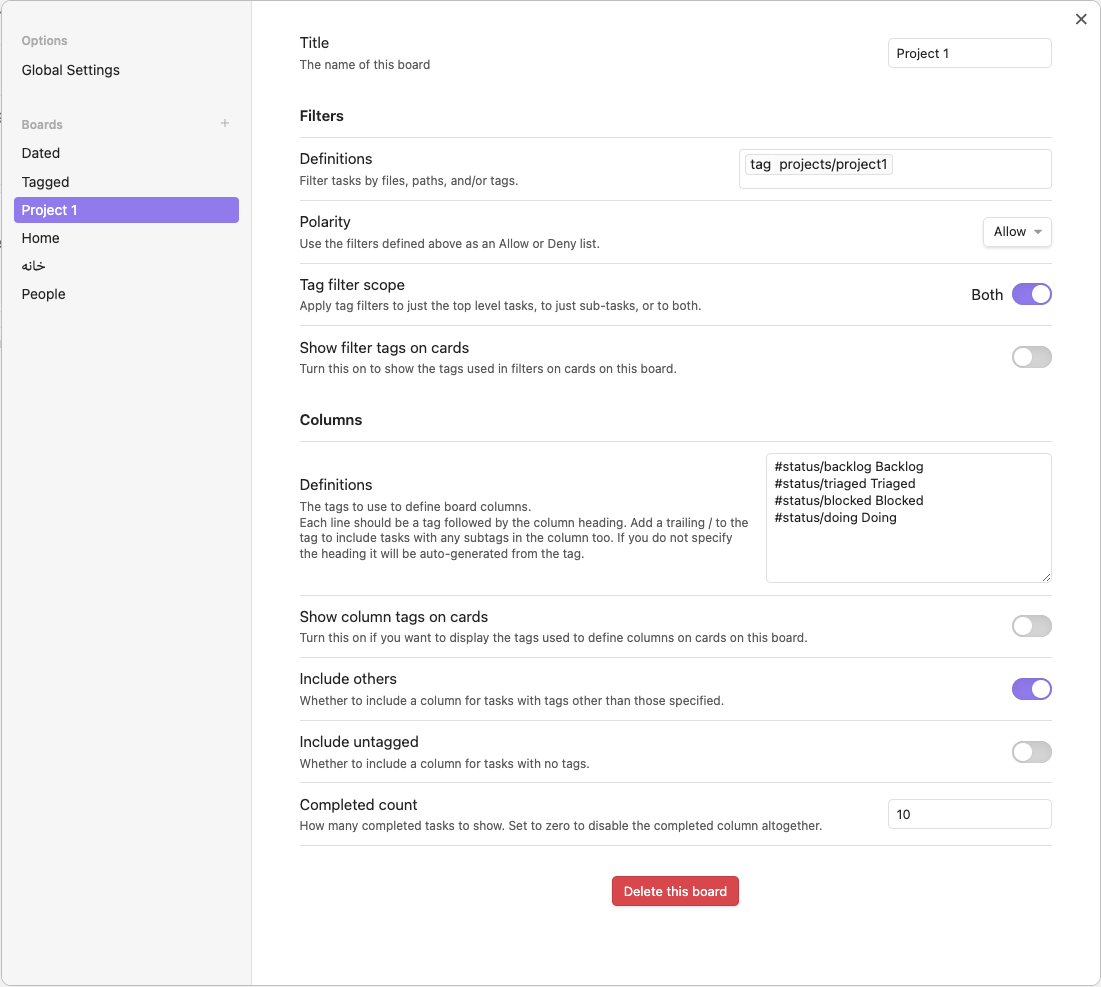 Options
Global Settings
Boards
Dated
Tagged
Project 1
Home
خانه
People
Title
The name of this board
Project 1
Filters
Definitions
Filter tasks by files, paths, and/or tags.
tag projects/project1
Polarity
Use the filters defined above as an Allow or Deny list.
Allow
Tag filter scope
Apply tag filters to just the top level tasks, to just sub-tasks, or to both.
Both
Show filter tags on cards
Turn this on to show the tags used in filters on cards on this board.
Columns
Definitions
The tags to use to define board columns.
Each line should be a tag followed by the column heading. Add a trailing / to the
tag to include tasks with any subtags in the column too. If you do not specify
the heading it will be auto-generated from the tag.
#status/backlog Backlog
#status/triaged Triaged
#status/blocked Blocked
#status/doing Doing
Show column tags on cards
Turn this on if you want to display the tags used to define columns on cards on this board.
Include others
Whether to include a column for tasks with tags other than those specified.
Include untagged
Whether to include a column for tasks with no tags.
Completed count
How many completed tasks to show. Set to zero to disable the completed column altogether.
10
Delete this board